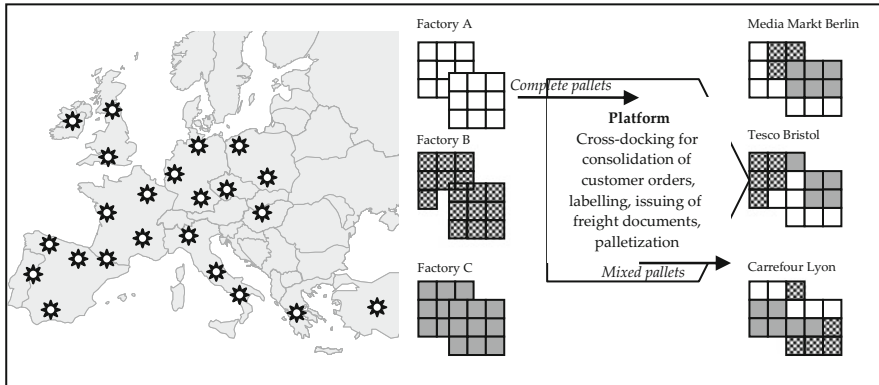 Factory A
Complete pallets
Factory B
Factory C
Platform
Cross-docking for
consolidation of
customer orders,
labelling, issuing of
freight documents,
palletization
Mixed pallets
Media Markt Berlin
Tesco Bristol
Carrefour Lyon